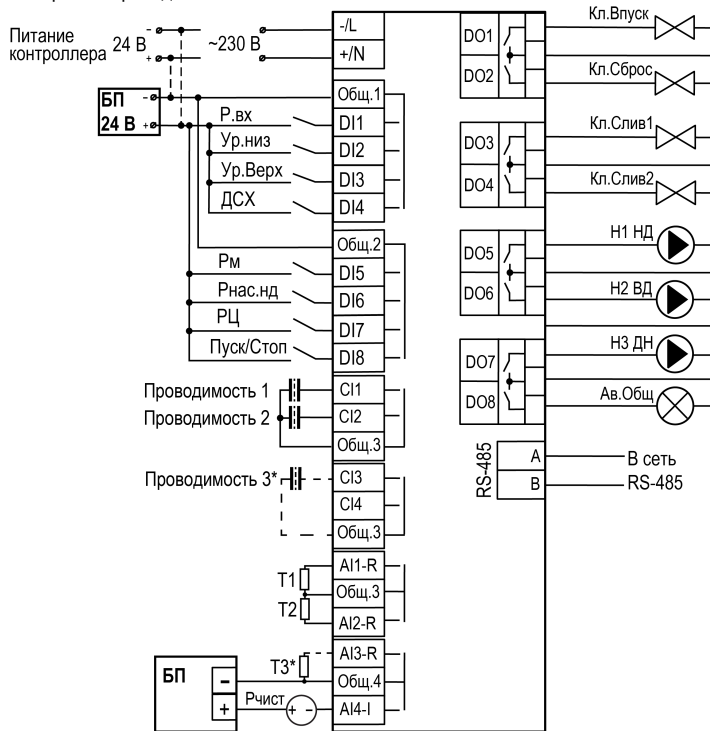 Питание
контроллера
- 24 В
+
~230 В
-/L
+/N
БП -
24 В +
Общ.1
Р.вх DI1
Ур.низ DI2
Ур.Верх DI3
ДСХ DI4
Общ.2
Рм DI5
Рнас.нд DI6
РЦ DI7
Пуск/Стоп DI8
Проводимость 1 CI1
Проводимость 2 CI2
Общ.3
Проводимость 3* CI3
CI4
Общ.3
T1 AI1-R
Общ.3
T2 AI2-R
T3* AI3-R
БП
- Общ.4
+ Рчист + - AI4-I
DO1 Кл.Впуск
DO2 Кл.Сброс
DO3 Кл.Слив1
DO4 Кл.Слив2
DO5 Н1 НД
DO6 Н2 ВД
DO7 Н3 ДН
DO8 Ав.Общ
RS-485
A В сеть
B RS-485